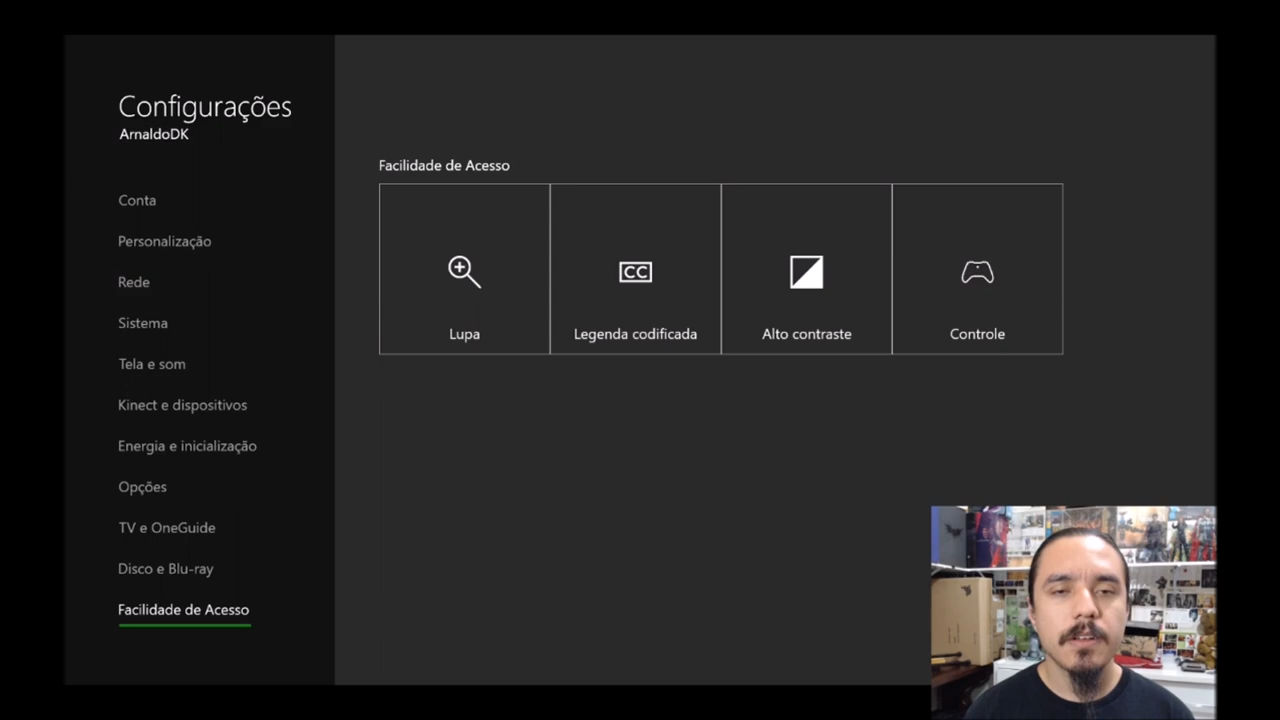 Configurações
ArnaldoDK
Conta
Personalização
Rede
Sistema
Tela e som
Kinect e dispositivos
Energia e inicialização
Opções
TV e OneGuide
Disco e Blu-ray
Facilidade de Acesso
Facilidade de Acesso
Lupa
CC
Legenda codificada
Alto contraste
Controle